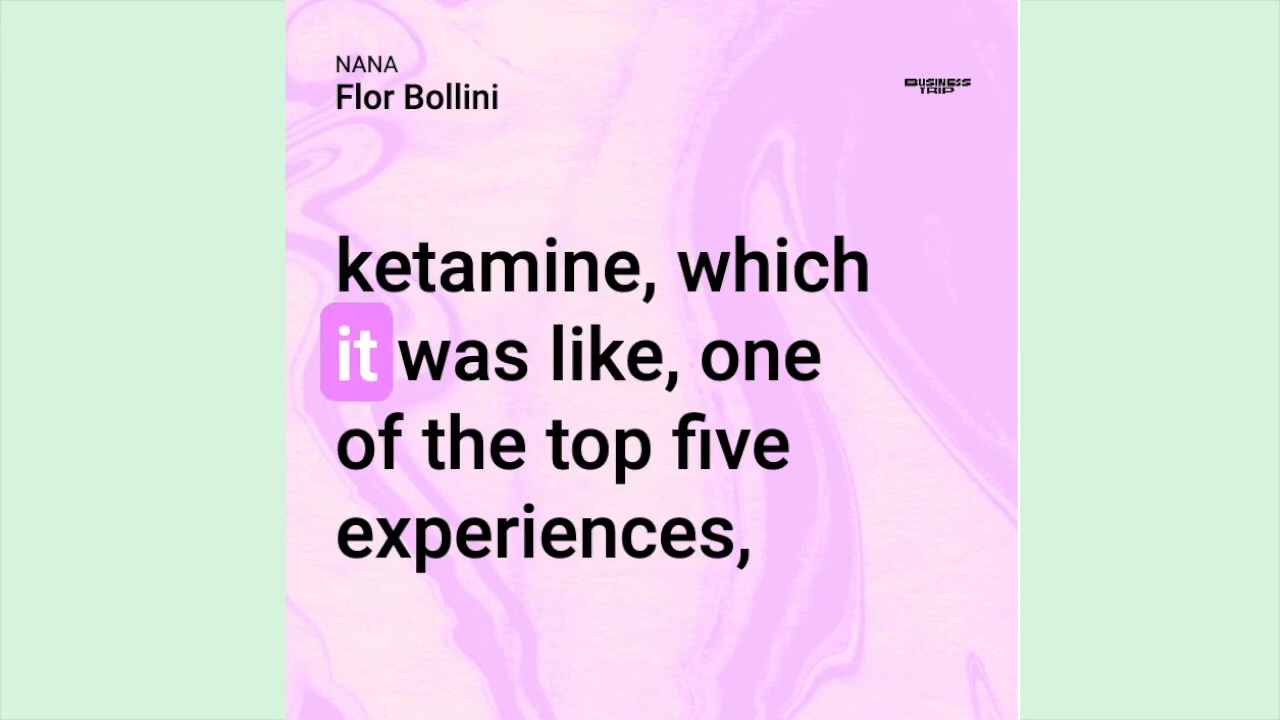 NANA
Flor Bollini
BUSINESS
TRIP
ketamine, which
it was like, one
of the top five
experiences,